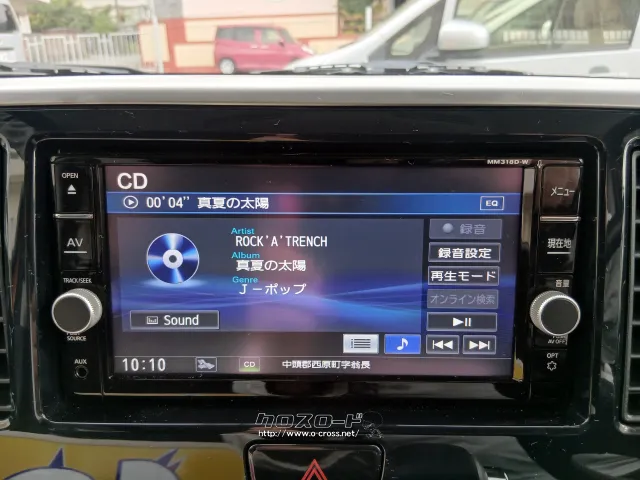 MM318D-W
OPEN
CD
メニュー
00'04" 真夏の太陽
EQ
Artist
ROCK'A'TRENCH
録音
AV
Album
真夏の太陽
録音設定
現在地
Genre
J-ポップ
再生モード
TRACK/SEEK
音量
オンライン検索
Sound
SOURCE
AV OFF
AUX
10:10
CD
中頭郡西原町字翁長
OPT
クロスロード
http://www.o-cross.net/